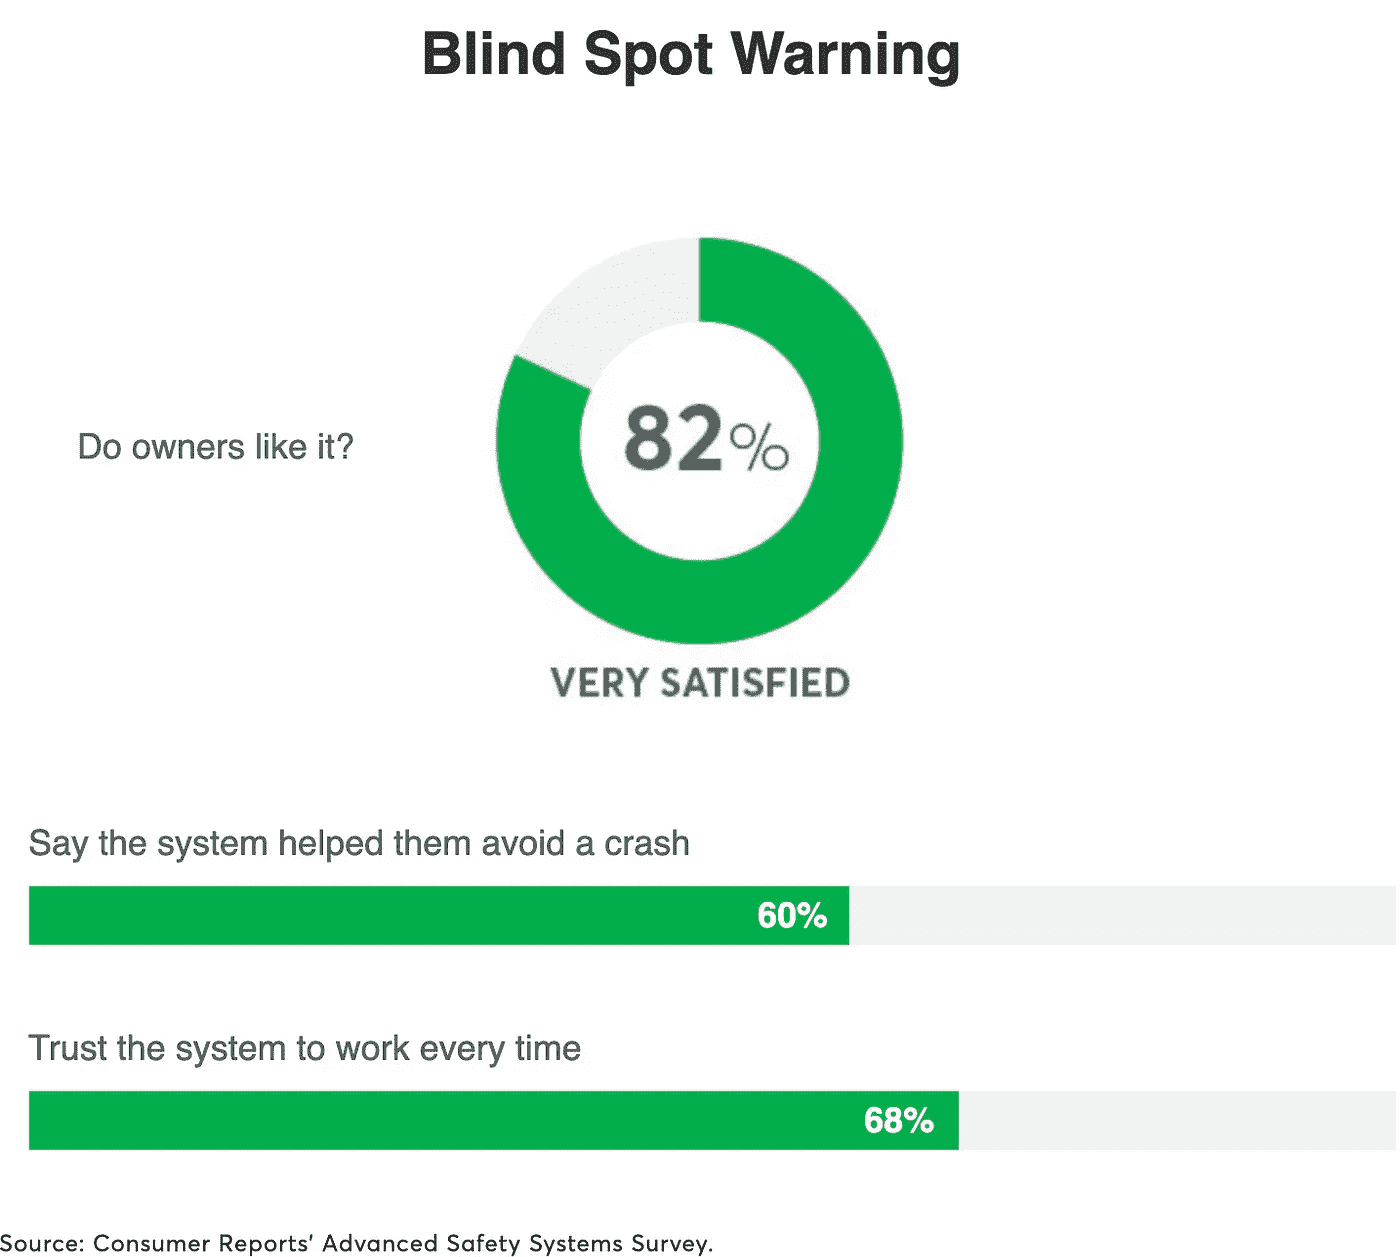 Blind Spot Warning
Do owners like it?
82%
VERY SATISFIED
Say the system helped them avoid a crash
60%
Trust the system to work every time
68%
Source: Consumer Reports’ Advanced Safety Systems Survey.